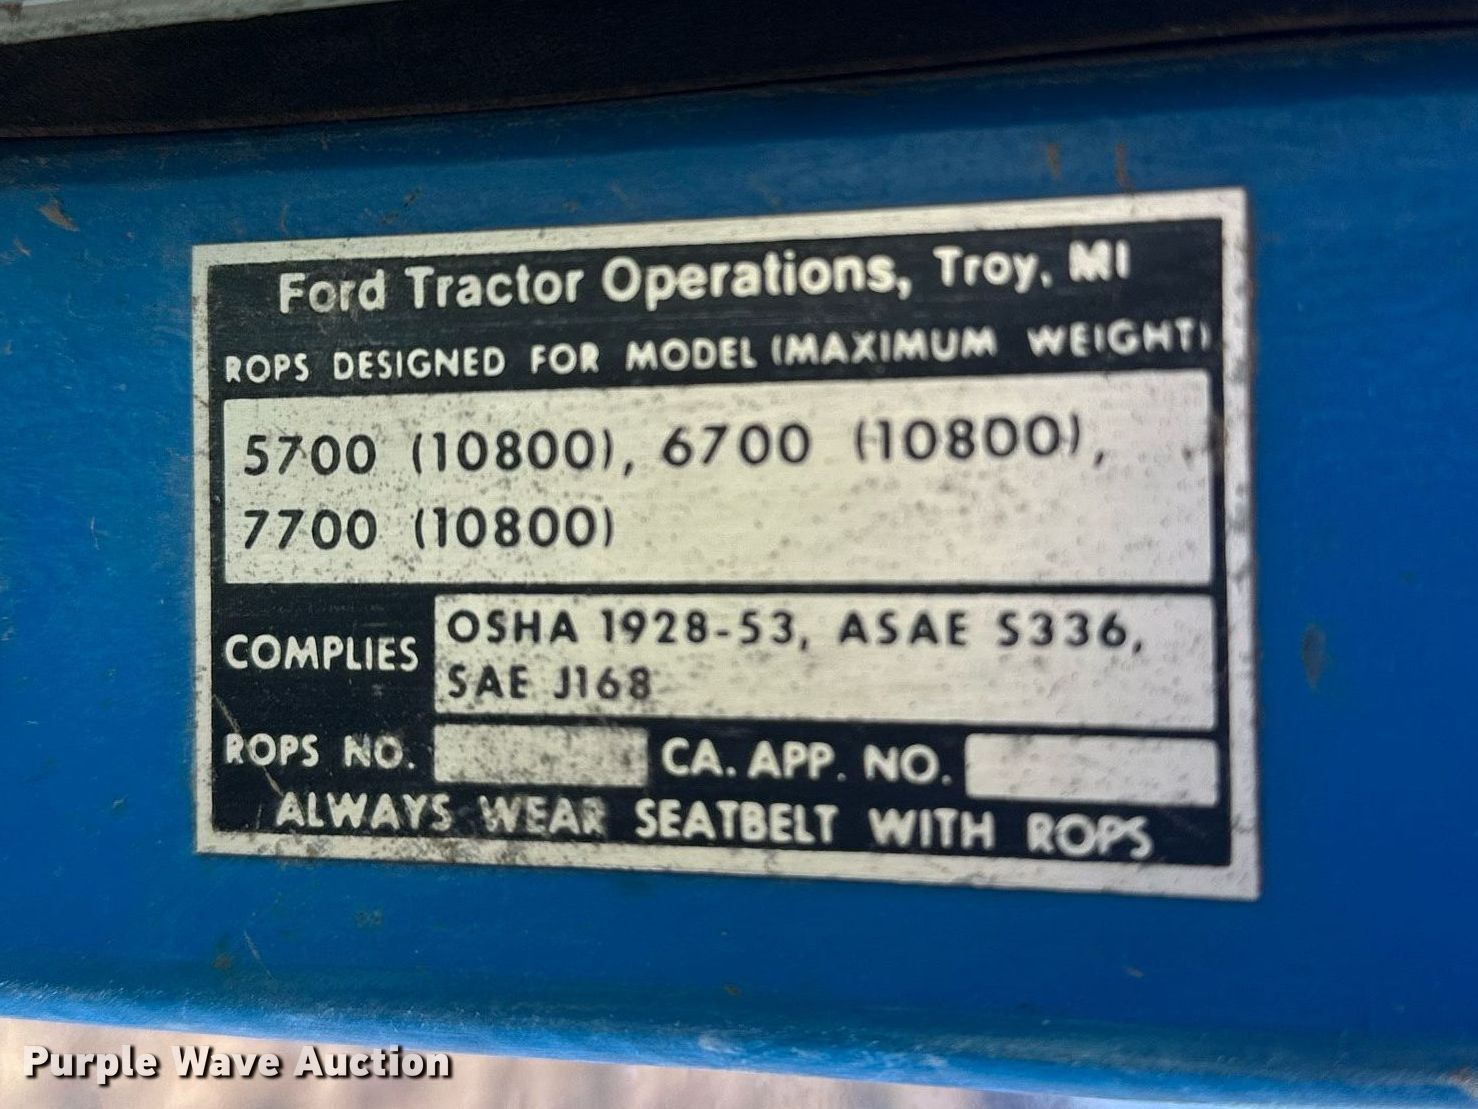 Ford Tractor Operations, Troy, MI
ROPS DESIGNED FOR MODEL (MAXIMUM WEIGHT)
5700 (10800), 6700 (10800),
7700 (10800)
COMPLIES OSHA 1928-53, ASAE S336,
SAE J168
ROPS NO. CA. APP. NO.
ALWAYS WEAR SEATBELT WITH ROPS
Purple Wave Auction